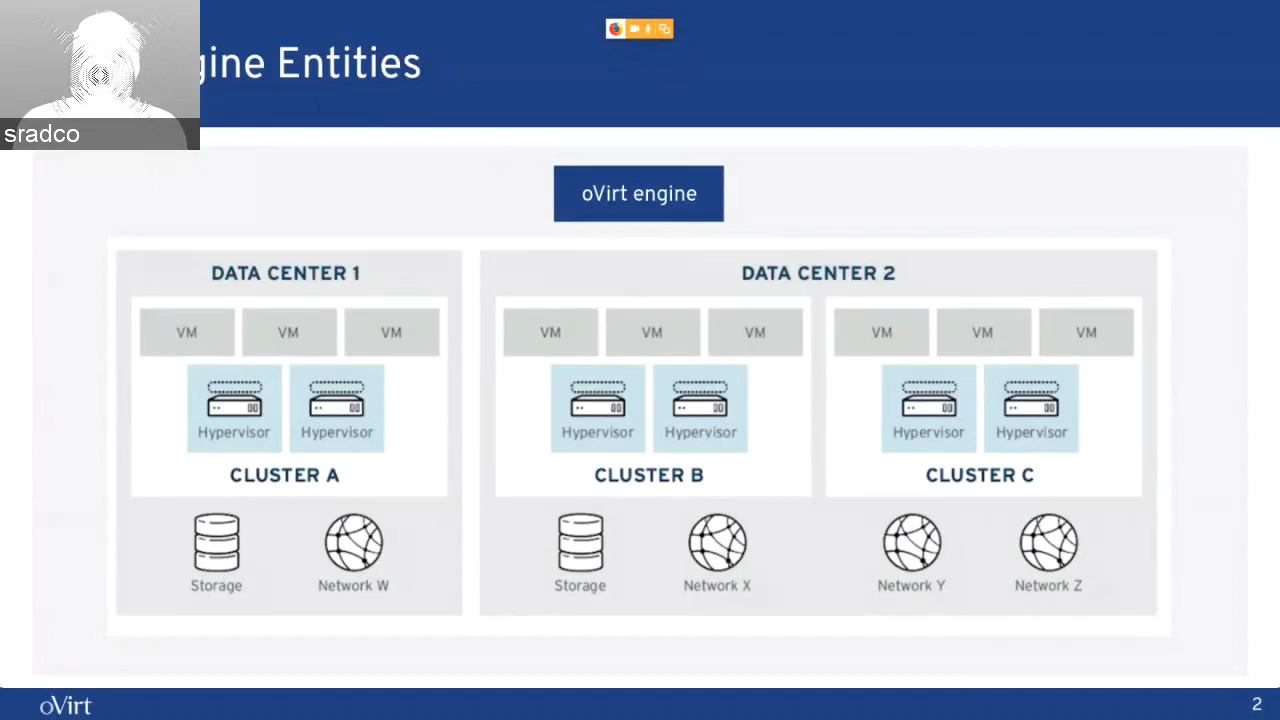 gine Entities
sradco
oVirt engine
DATA CENTER 1
DATA CENTER 2
VM VM VM
VM VM VM
VM VM VM
Hypervisor Hypervisor
Hypervisor Hypervisor
Hypervisor Hypervisor
CLUSTER A
CLUSTER B
CLUSTER C
Storage Network W
Storage Network X Network Y Network Z
oVirt
2